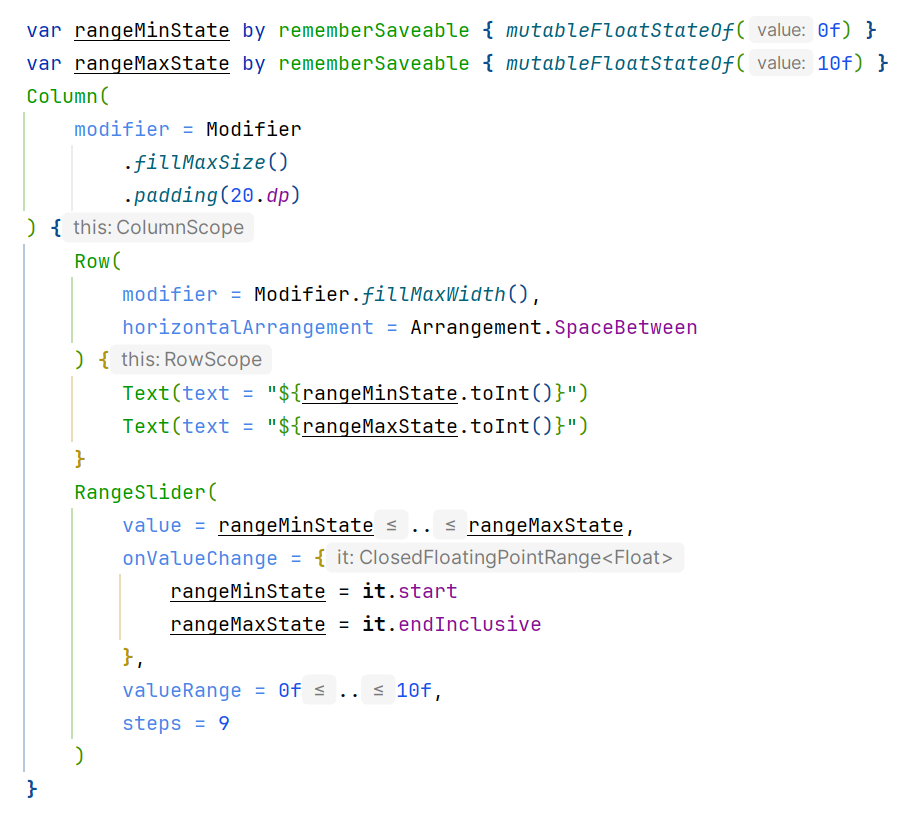 var rangeMinState by rememberSaveable { mutableFloatStateOf( value: 0f) }
var rangeMaxState by rememberSaveable { mutableFloatStateOf( value: 10f) }
Column(
    modifier = Modifier
        .fillMaxSize()
        .padding(20.dp)
) { this: ColumnScope
    Row(
        modifier = Modifier.fillMaxWidth(),
        horizontalArrangement = Arrangement.SpaceBetween
    ) { this: RowScope
        Text(text = "${rangeMinState.toInt()}")
        Text(text = "${rangeMaxState.toInt()}")
    }
    RangeSlider(
        value = rangeMinState ≤ .. ≤ rangeMaxState,
        onValueChange = { it: ClosedFloatingPointRange<Float>
            rangeMinState = it.start
            rangeMaxState = it.endInclusive
        },
        valueRange = 0f ≤ .. ≤ 10f,
        steps = 9
    )
}